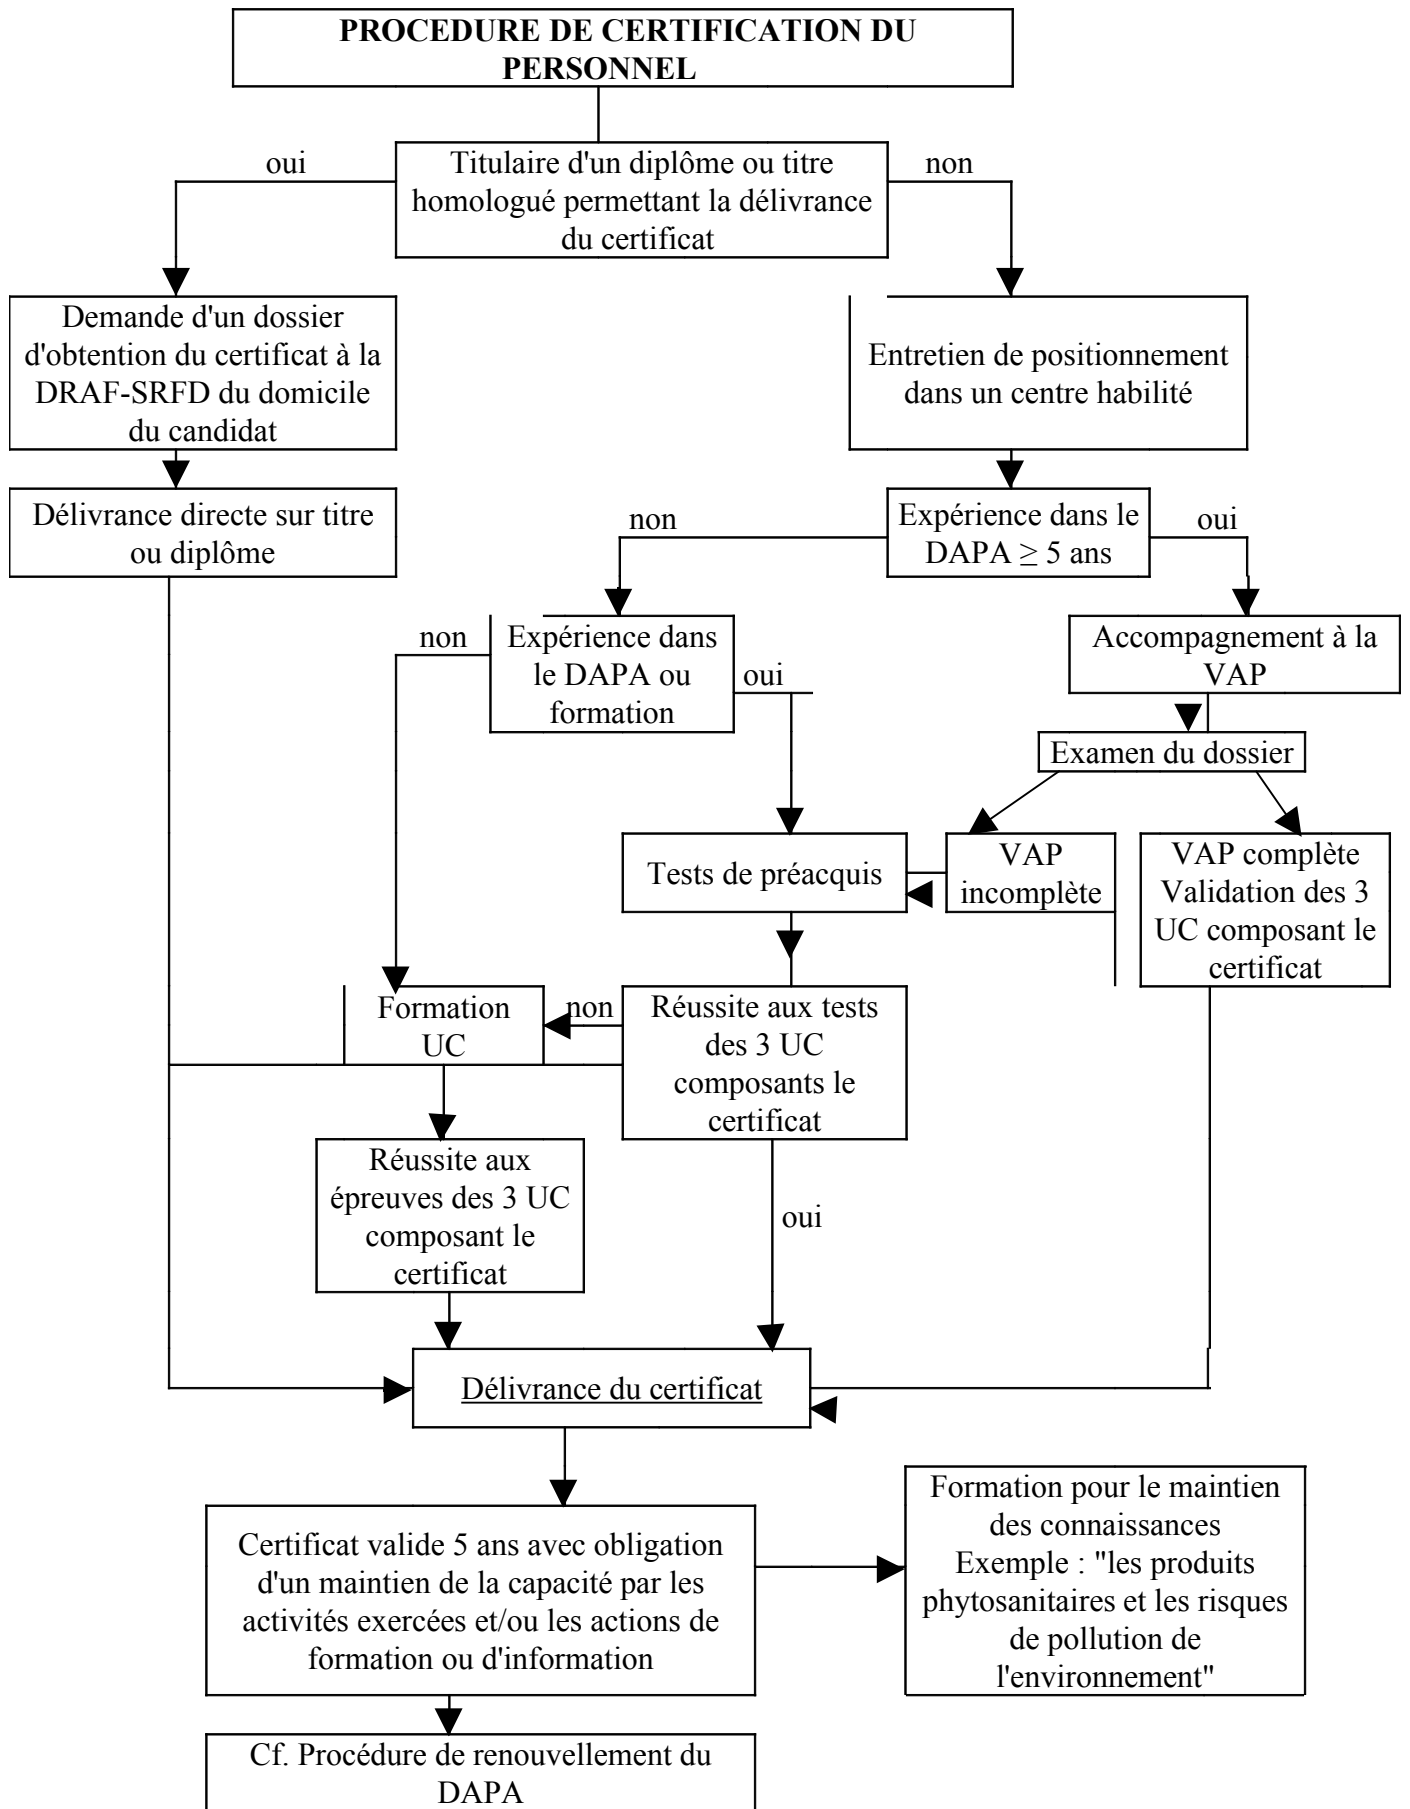 PROCEDURE DE CERTIFICATION DU
PERSONNEL
oui
Titulaire d'un diplôme ou titre
homologué permettant la délivrance
du certificat
non
Demande d'un dossier
d'obtention du certificat à la
DRAF-SRFD du domicile
du candidat
Entretien de positionnement
dans un centre habilité
Délivrance directe sur titre
ou diplôme
non
Expérience dans le
DAPA ≥ 5 ans
oui
non
Expérience dans
le DAPA ou
formation
oui
Accompagnement à la
VAP
Examen du dossier
Tests de préacquis
VAP
incomplète
VAP complète
Validation des 3
UC composant le
certificat
Formation
UC
non
Réussite aux tests
des 3 UC
composants le
certificat
Réussite aux
épreuves des 3 UC
composant le
certificat
oui
Délivrance du certificat
Certificat valide 5 ans avec obligation
d'un maintien de la capacité par les
activités exercées et/ou les actions de
formation ou d'information
Formation pour le maintien
des connaissances
Exemple : "les produits
phytosanitaires et les risques
de pollution de
l'environnement"
Cf. Procédure de renouvellement du
DAPA